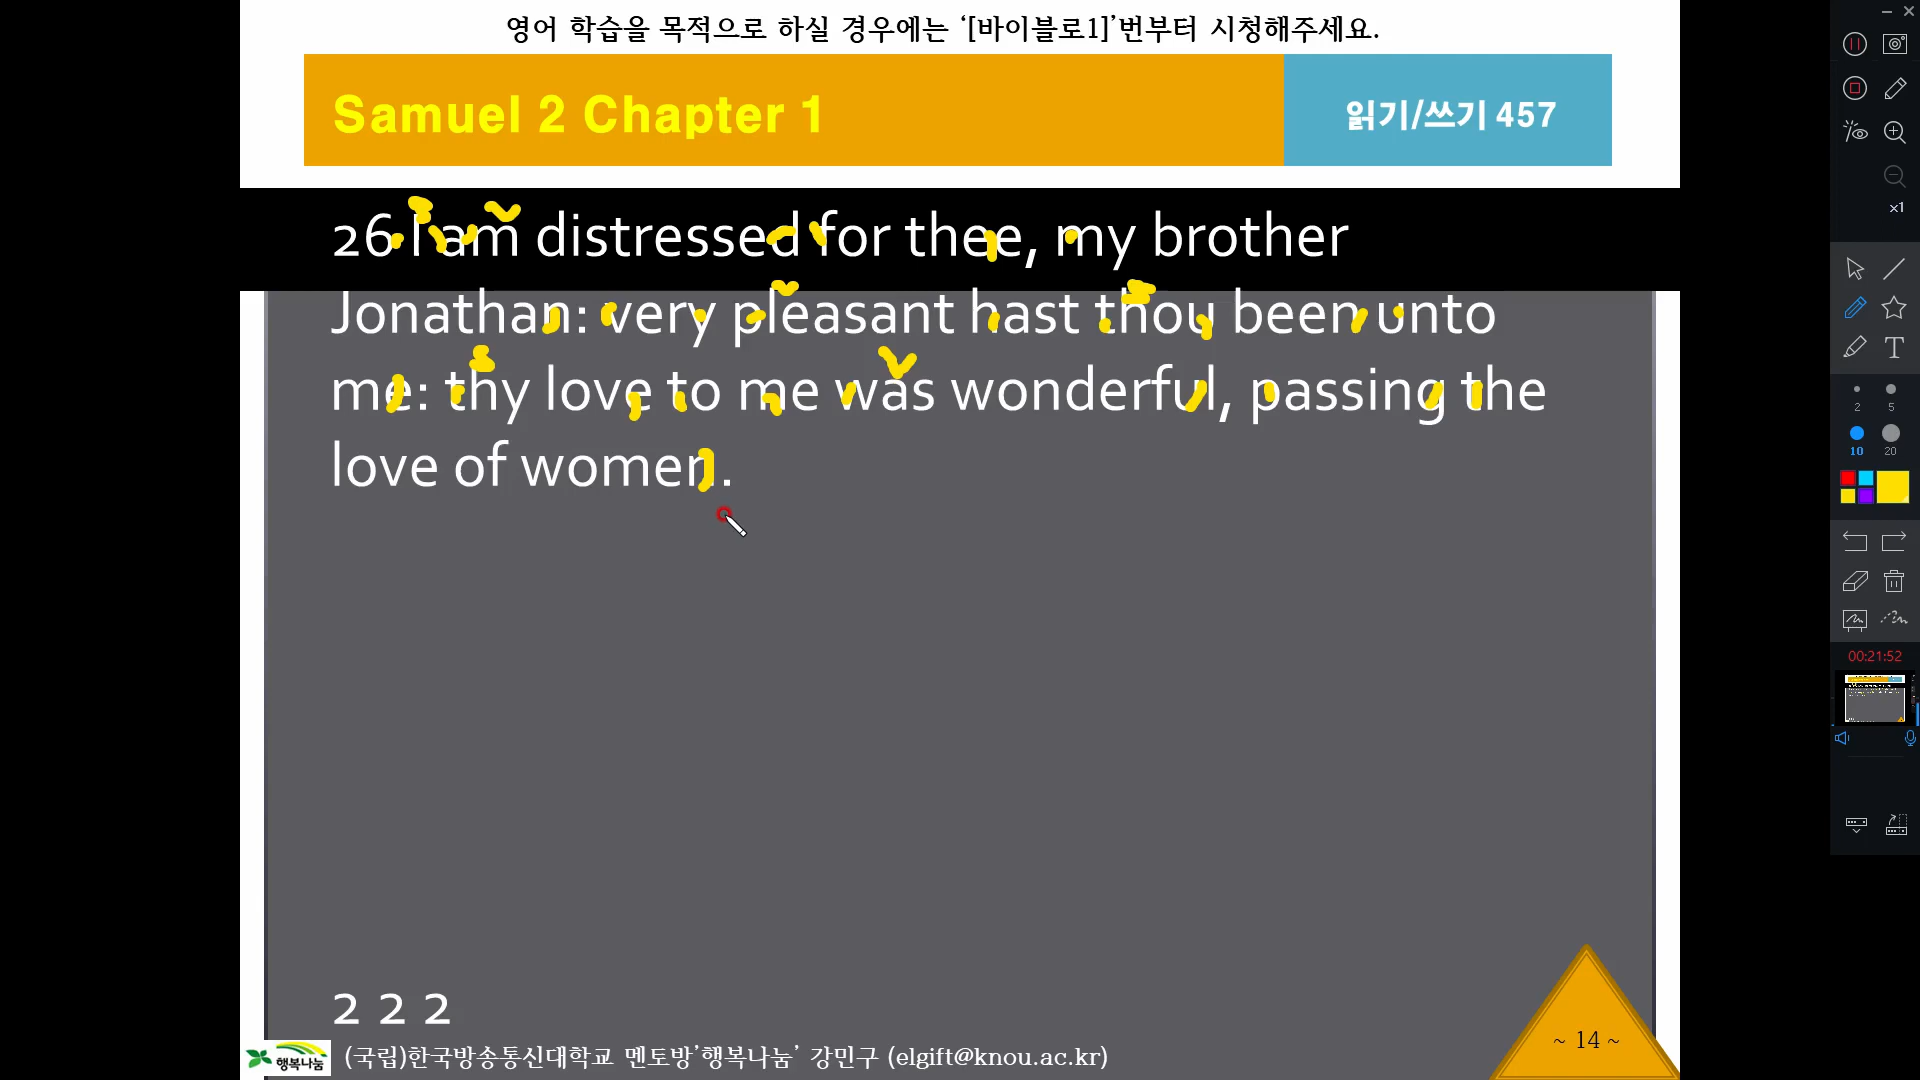 영어 학습을 목적으로 하실 경우에는 '[바이블로1]'번부터 시청해주세요.
Samuel 2 Chapter 1
읽기/쓰기 457
26 I am distressed for thee, my brother
Jonathan: very pleasant hast thou been unto
me: thy love to me was wonderful, passing the
love of women.
2 2 2
~ 14 ~
행복나눔
(국립)한국방송통신대학교 멘토방'행복나눔' 강민구 (elgift@knou.ac.kr)
x1
T
2 5
10 20
00:21:52